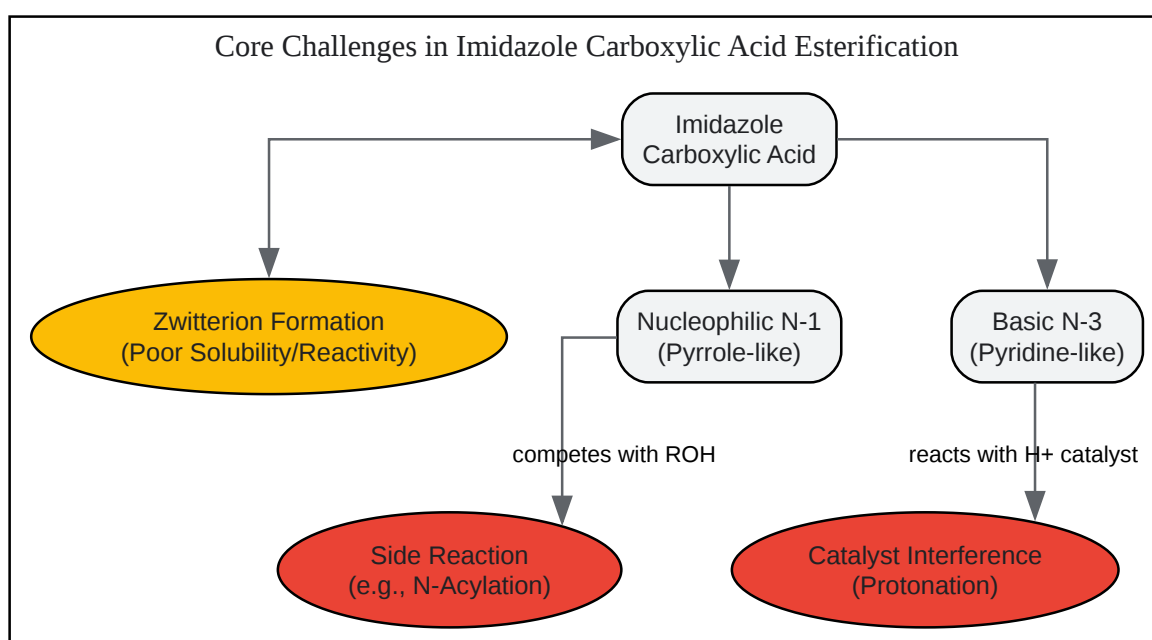 Core Challenges in Imidazole Carboxylic Acid Esterification
Imidazole
Carboxylic Acid
Zwitterion Formation
(Poor Solubility/Reactivity)
Nucleophilic N-1
(Pyrrole-like)
Basic N-3
(Pyridine-like)
competes with ROH
reacts with H+ catalyst
Side Reaction
(e.g., N-Acylation)
Catalyst Interference
(Protonation)